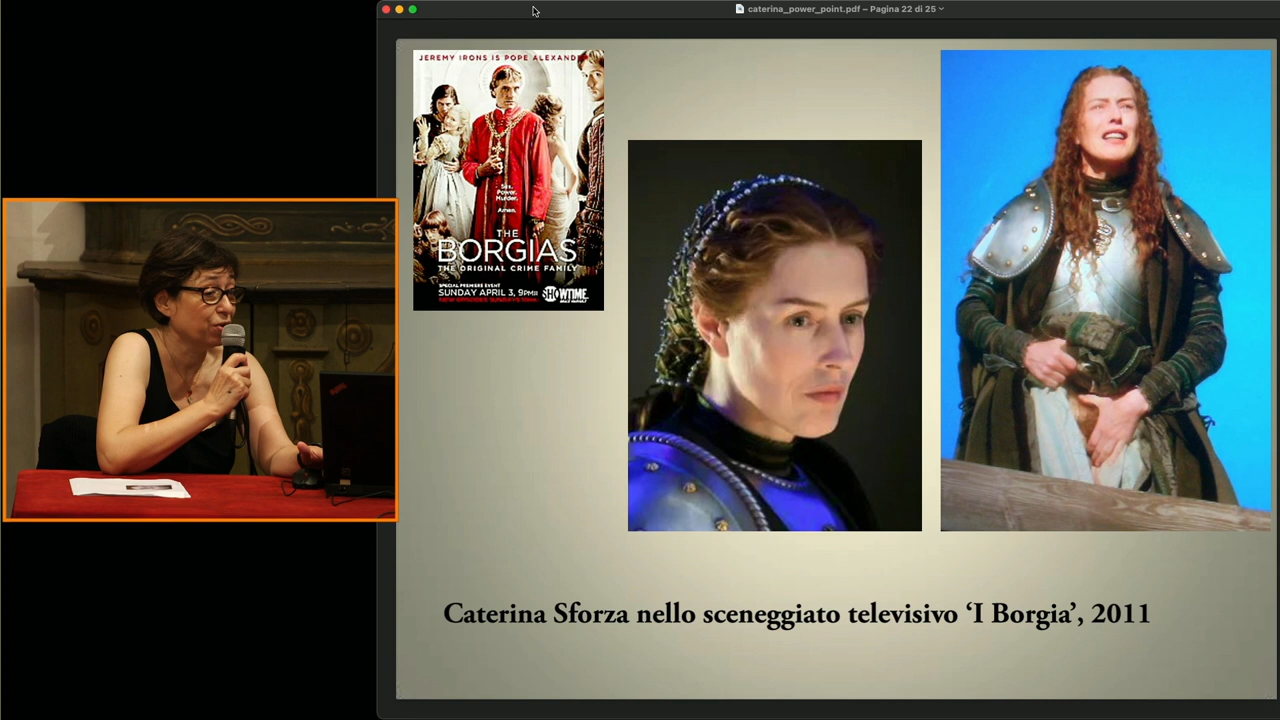 caterina_power_point.pdf – Pagina 22 di 25
JEREMY IRONS IS POPE ALEXAND
Sex.
Power.
Murder.
Amen.
THE
BORGIAS
THE ORIGINAL CRIME FAMILY
SPECIAL PREMIERE EVENT
SUNDAY APRIL 3, 9PM
SHOWTIME
Caterina Sforza nello sceneggiato televisivo ‘I Borgia’, 2011